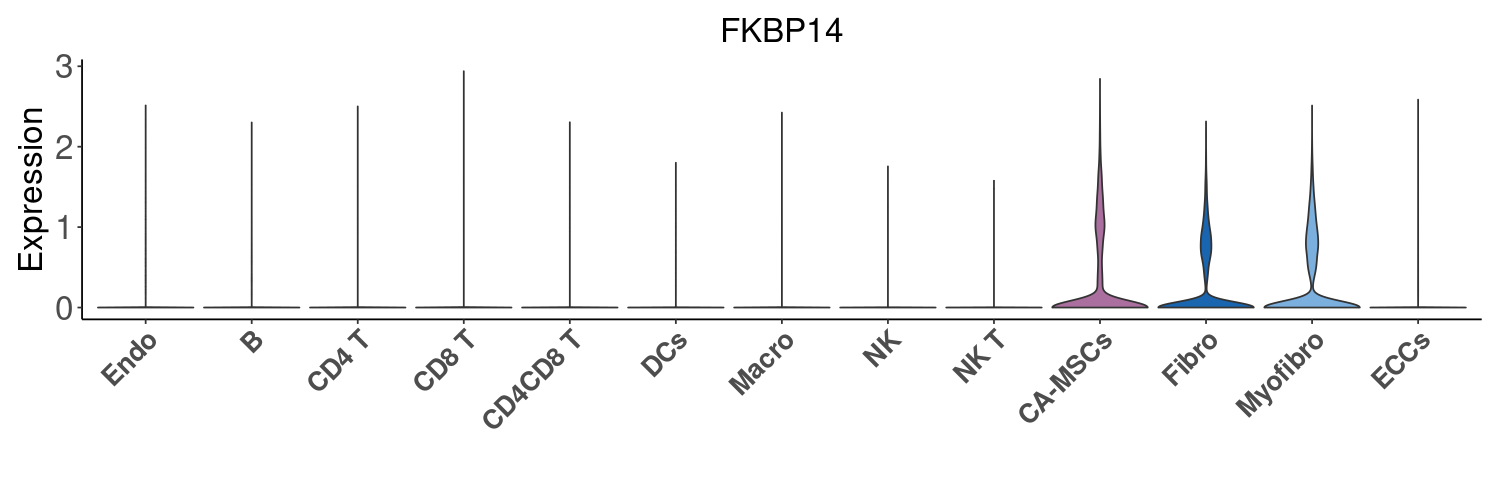 FKBP14
Expression
3
2
1
0
Endo
B
CD4 T
CD8 T
CD4CD8 T
DCs
Macro
NK
NK T
CA-MSCs
Fibro
Myofibro
ECCs